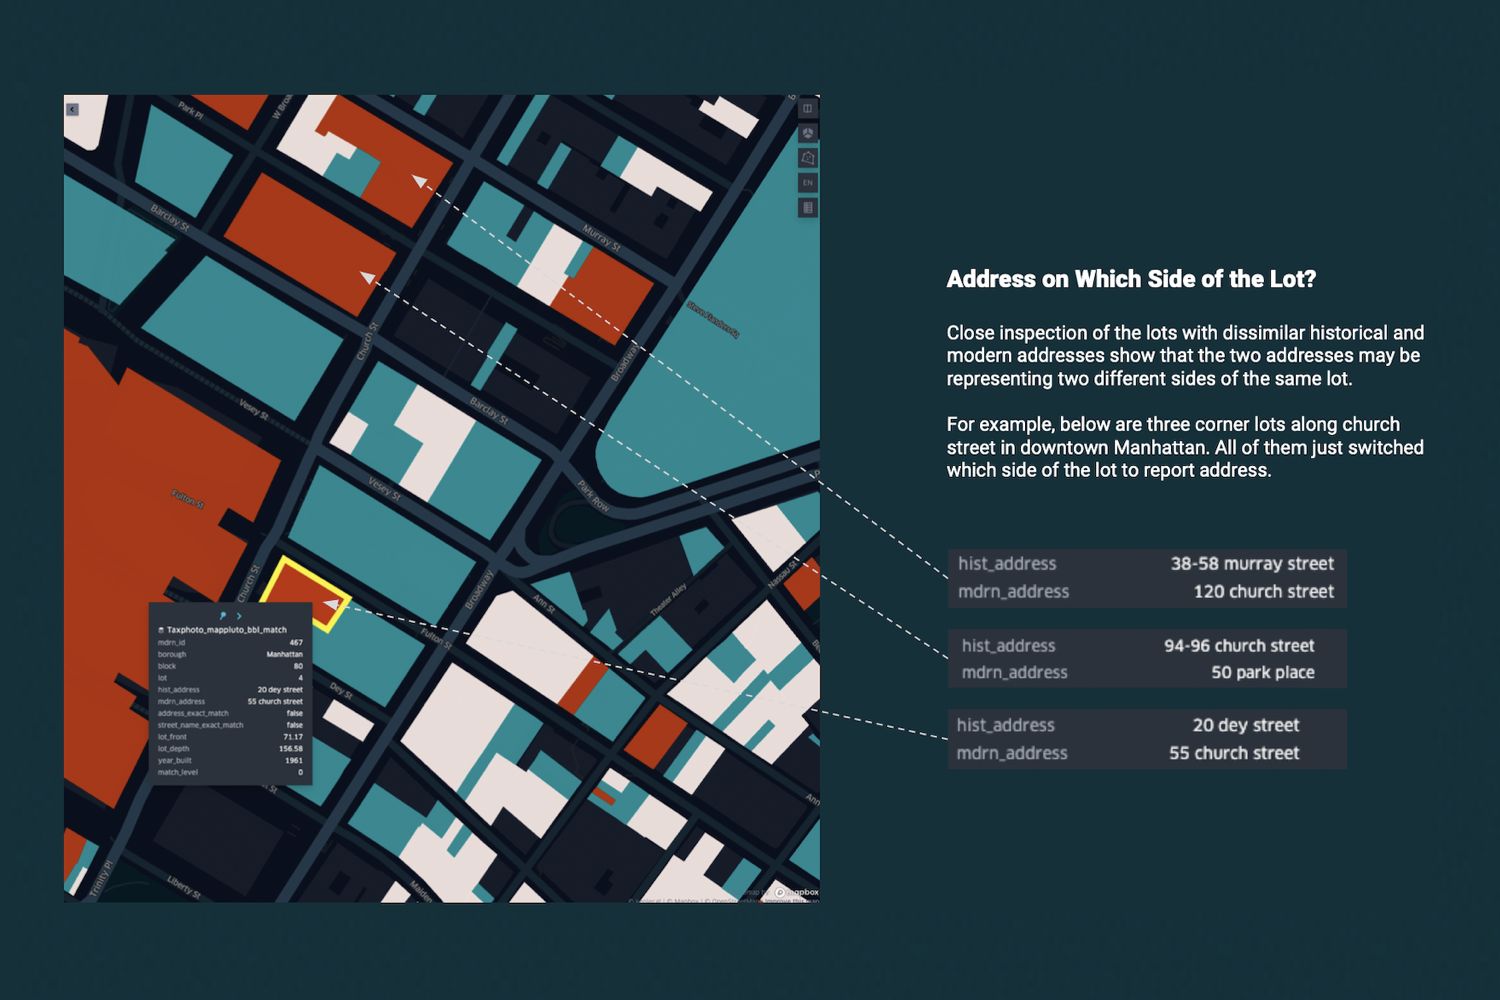 Park Pl
W Broa
EN
Barclay St
Murray St
Church St
Broadway
Barclay St
Vesey St
Vesey St
Fulton St
Park Row
Church St
Broadway
Ann St
Theater Alley
Nassau St
Fulton St
Dey St
Liberty St
Trinity Pl
Maiden
Ann
mapbox
Taxphoto_mappluto_bbl_match
mdrn_id 467
borough Manhattan
block 80
lot 4
hist_address 20 dey street
mdrn_address 55 church street
address_exact_match false
street_name_exact_match false
lot_front 71.17
lot_depth 156.58
year_built 1961
match_level 0
Address on Which Side of the Lot?
Close inspection of the lots with dissimilar historical and
modern addresses show that the two addresses may be
representing two different sides of the same lot.
For example, below are three corner lots along church
street in downtown Manhattan. All of them just switched
which side of the lot to report address.
hist_address 38-58 murray street
mdrn_address 120 church street
hist_address 94-96 church street
mdrn_address 50 park place
hist_address 20 dey street
mdrn_address 55 church street